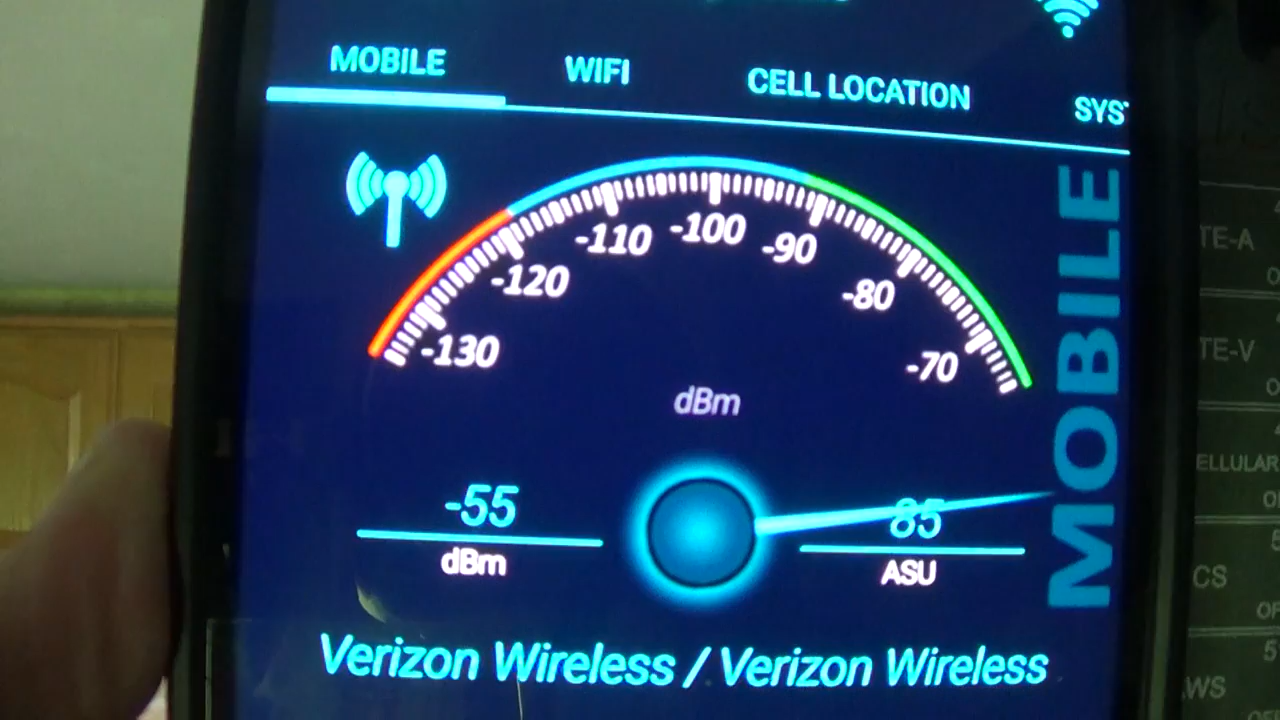 MOBILE
WIFI
CELL LOCATION
SYS
-130
-120
-110
-100
-90
-80
-70
dBm
MOBILE
-55
dBm
85
ASU
Verizon Wireless / Verizon Wireless
TE-A
TE-V
ELLULAR
CS
WS